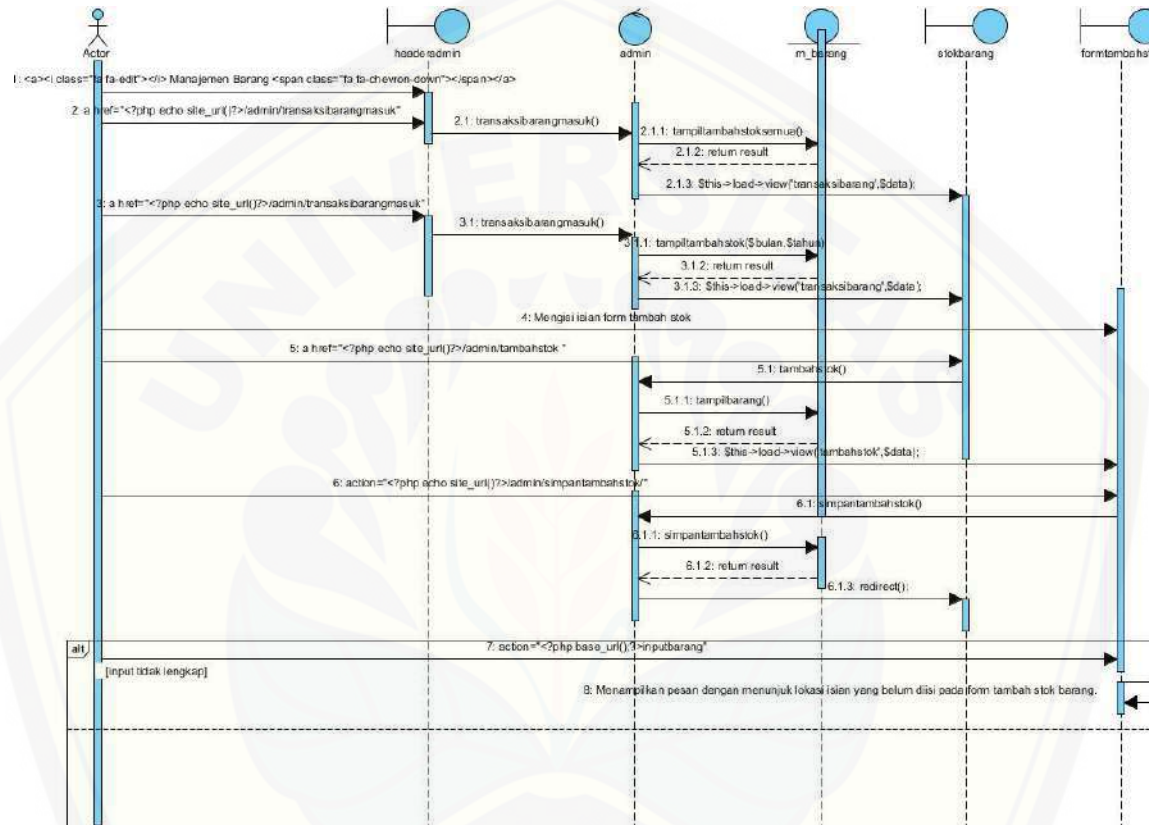 Actor
headeradmin
admin
m_barang
stokbarang
formtambahst
1: <a><i class="fa fa-edit"></i> Manajemen Barang <span class="fa fa-chevron-down"></span></a>
2: a href="<?php echo site_url()?>/admin/transaksibarangmasuk"
2.1: transaksibarangmasuk()
2.1.1: tampiltambahstoksemua()
2.1.2: return result
2.1.3: $this->load->view('transaksibarang',$data);
3: a href="<?php echo site_url()?>/admin/transaksibarangmasuk"
3.1: transaksibarangmasuk()
3.1.1: tampiltambahstok($bulan,$tahun)
3.1.2: return result
3.1.3: $this->load->view('transaksibarang',$data);
4: Mengisi isian form tambah stok
5: a href="<?php echo site_url()?>/admin/tambahstok "
5.1: tambahstok()
5.1.1: tampilbarang()
5.1.2: return result
5.1.3: $this->load->view('tambahstok',$data);
6: action="<?php echo site_url()?>/admin/simpantambahstok/"
6.1: simpantambahstok()
6.1.1: simpantambahstok()
6.1.2: return result
6.1.3: redirect();
alt
7: action="<?php base_url();?>inputbarang"
[input tidak lengkap]
8: Menampilkan pesan dengan menunjuk lokasi isian yang belum diisi pada form tambah stok barang.
UNIVERSITAS